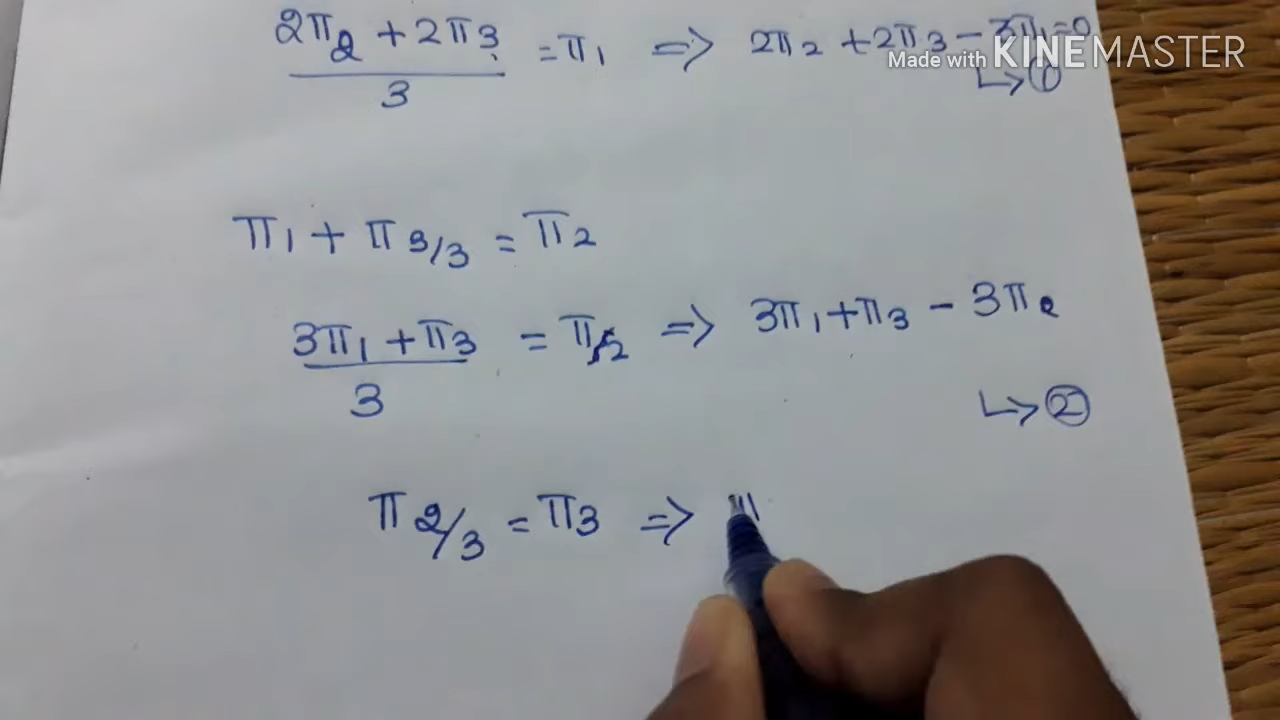 2π2 + 2π3 = π1 ⇒ 2π2 + 2π3 − 3π1 = 0
3
↳ ①
Made with KINEMASTER
π1 + π3/3 = π2
3π1 + π3 = π2 ⇒ 3π1 + π3 − 3π2
3
↳ ②
π2/3 = π3 ⇒